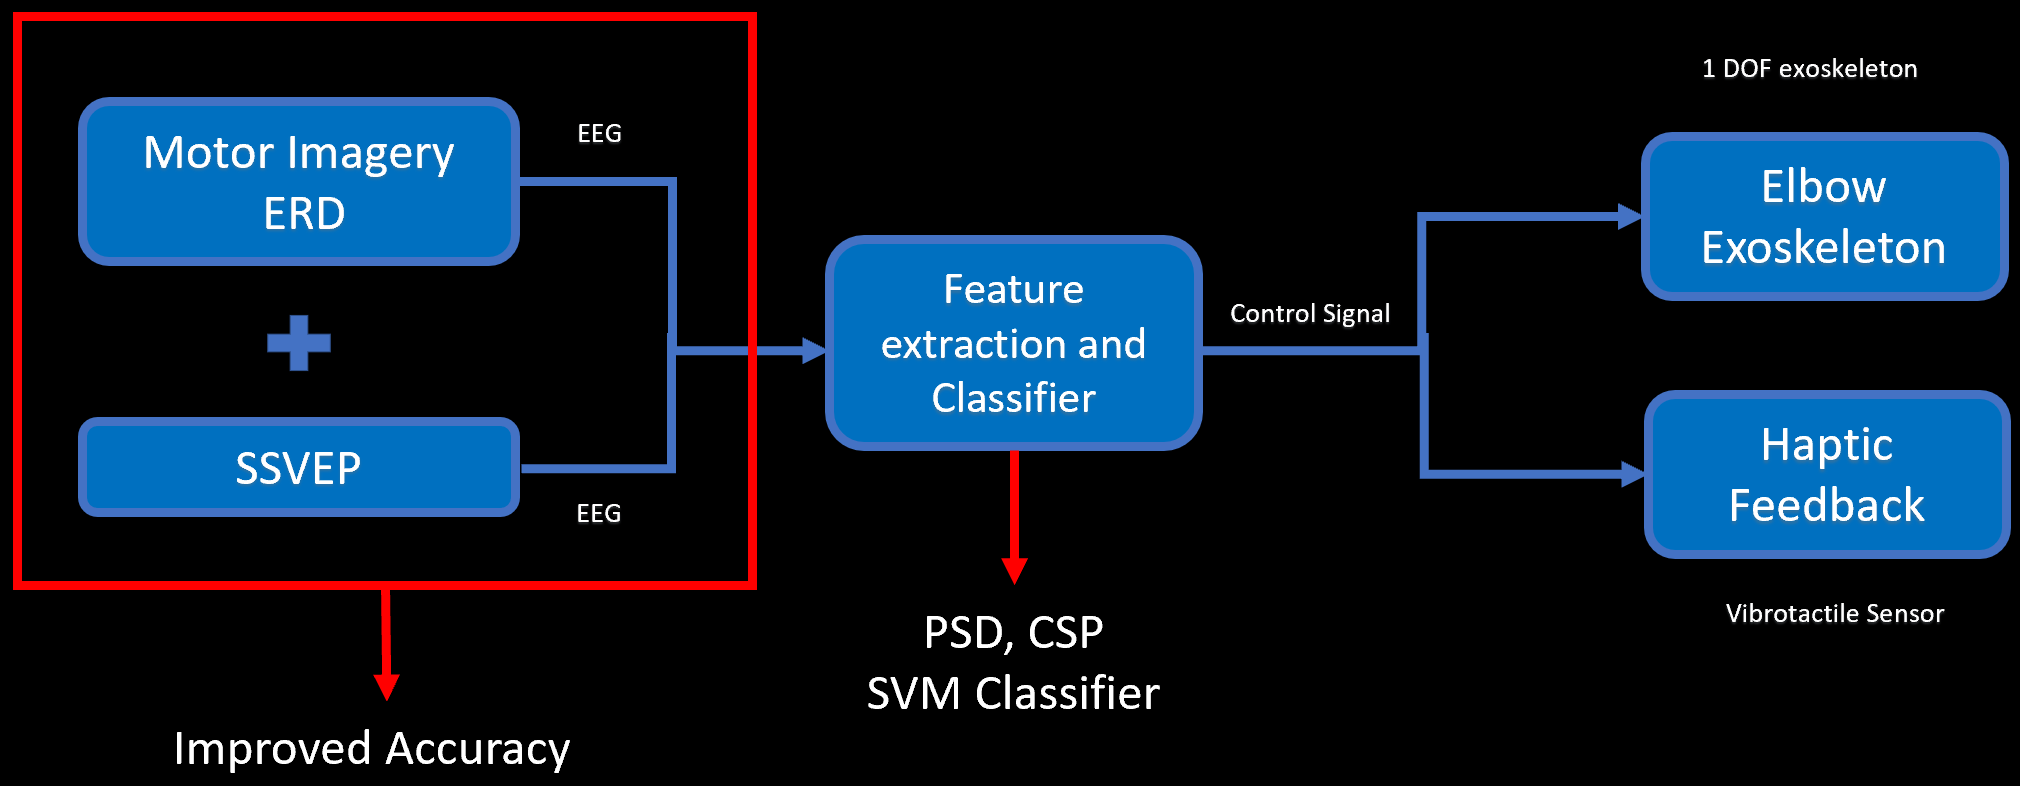 Motor Imagery
ERD
EEG
SSVEP
EEG
Improved Accuracy
Feature
extraction and
Classifier
PSD, CSP
SVM Classifier
Control Signal
1 DOF exoskeleton
Elbow
Exoskeleton
Haptic
Feedback
Vibrotactile Sensor